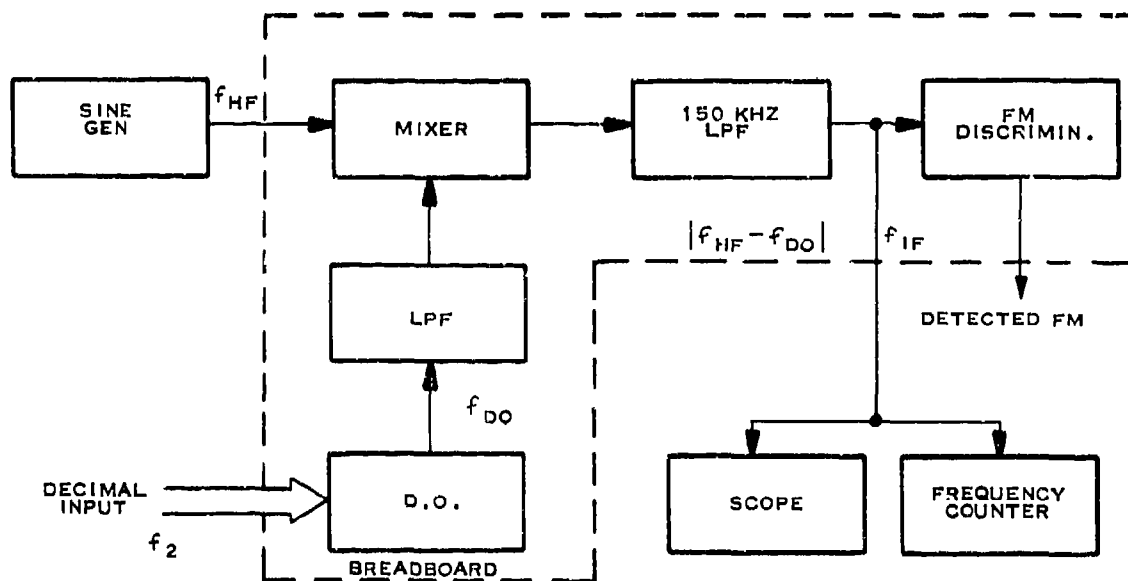 SINE
GEN
f_HF
MIXER
150 KHZ
LPF
FM
DISCRIMIN.
|f_HF - f_DO|
f_IF
LPF
DETECTED FM
f_DO
DECIMAL
INPUT
f_2
D.O.
SCOPE
FREQUENCY
COUNTER
BREADBOARD